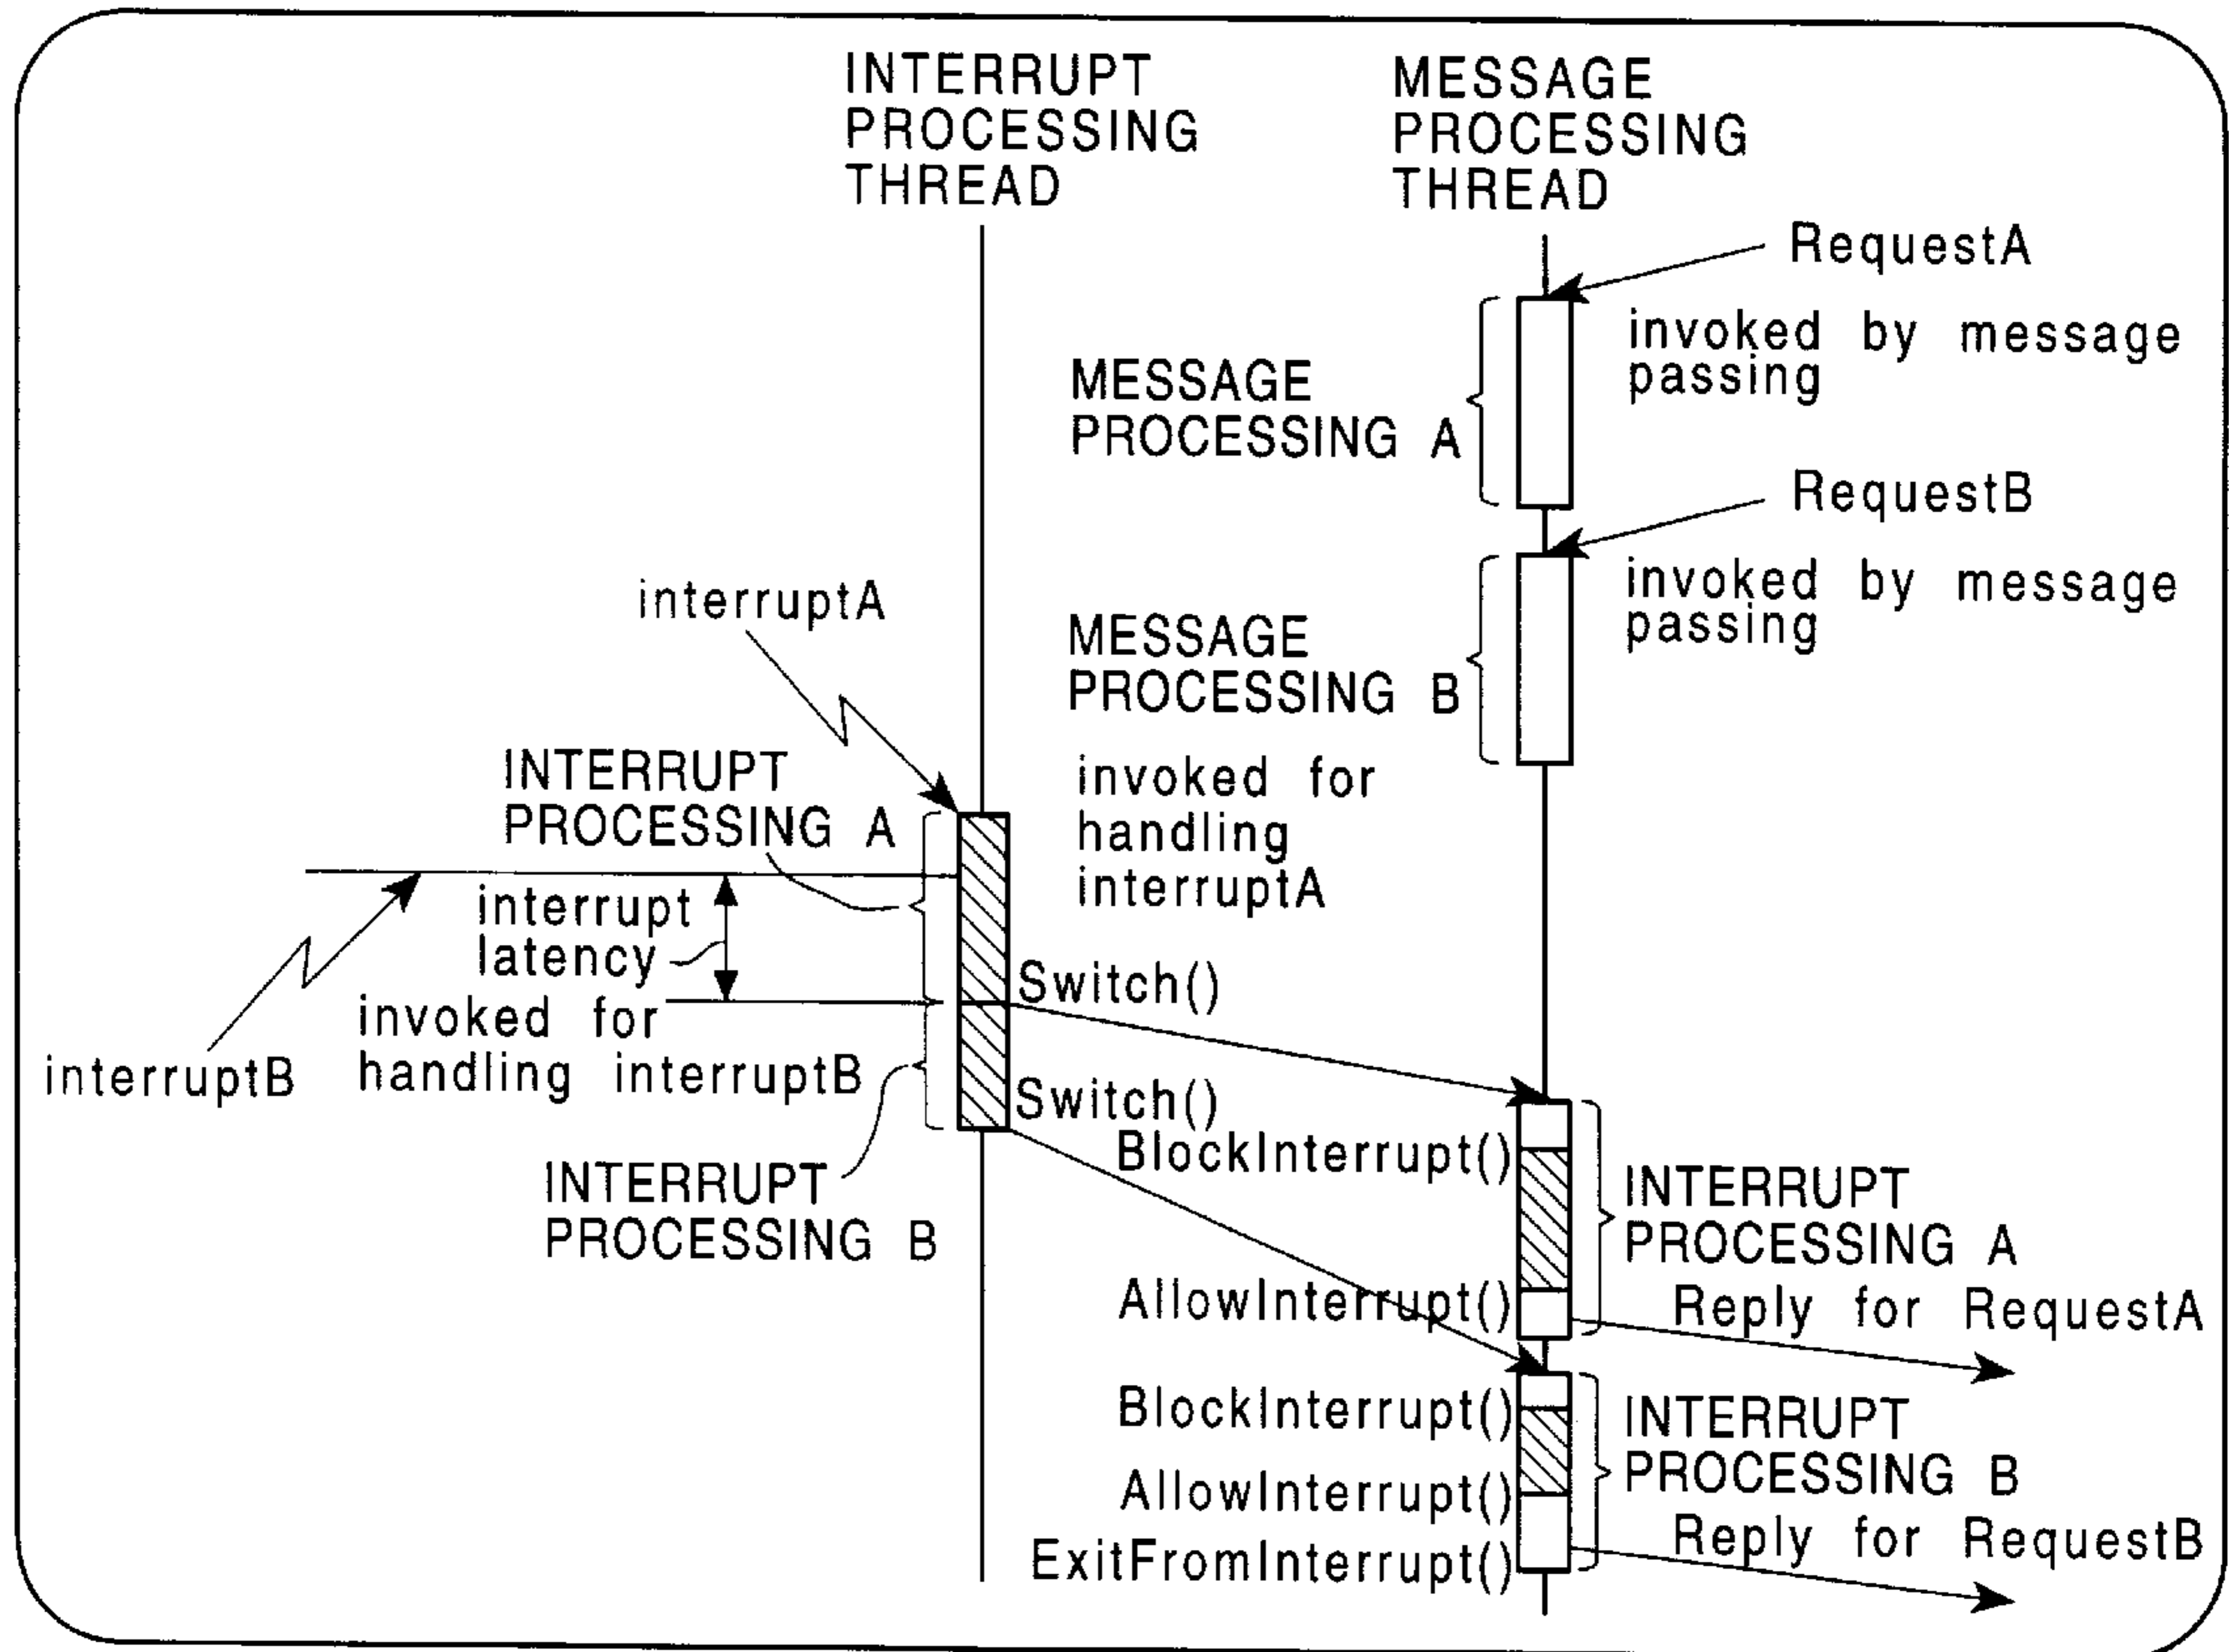 INTERRUPT
PROCESSING
THREAD
MESSAGE
PROCESSING
THREAD
RequestA
invoked by message
passing
MESSAGE
PROCESSING A
RequestB
invoked by message
passing
interruptA
MESSAGE
PROCESSING B
INTERRUPT
PROCESSING A
invoked for
handling
interruptA
interrupt
latency
Switch()
invoked for
handling interruptB
interruptB
Switch()
BlockInterrupt()
INTERRUPT
PROCESSING B
INTERRUPT
PROCESSING A
AllowInterrupt()
Reply for RequestA
BlockInterrupt()
INTERRUPT
PROCESSING B
AllowInterrupt()
Reply for RequestB
ExitFromInterrupt()